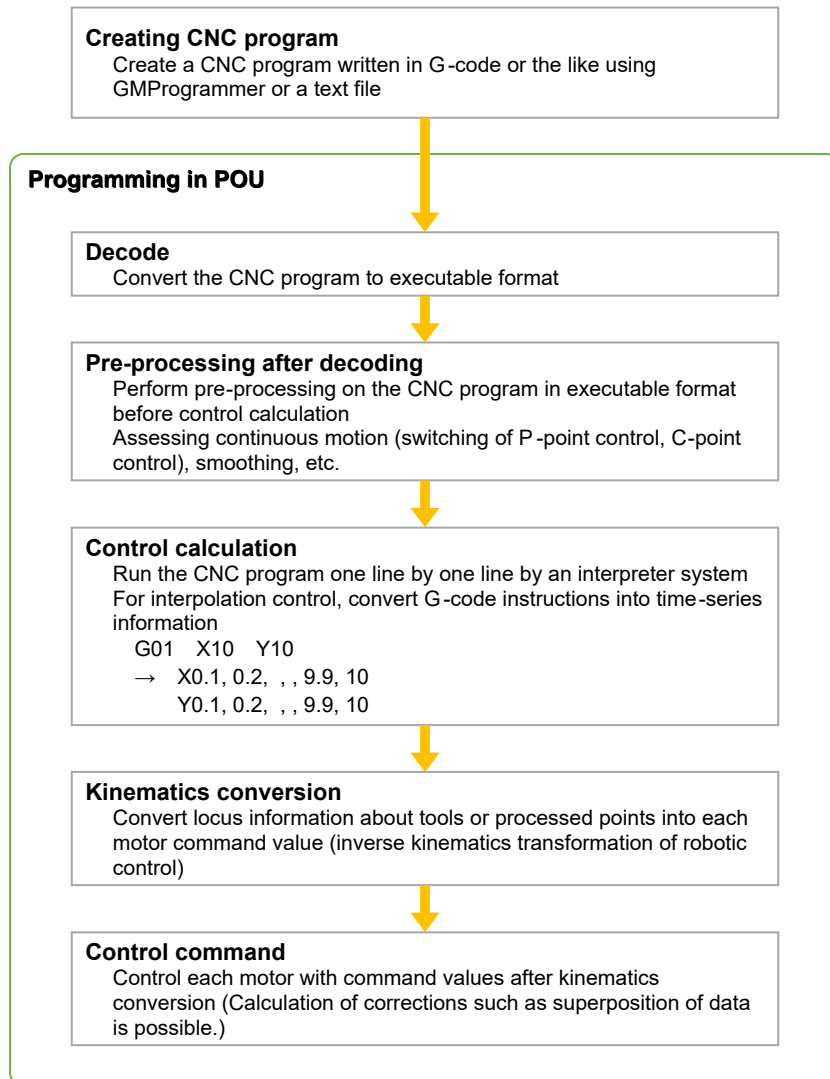 Creating CNC program
Create a CNC program written in G-code or the like using
GMProgrammer or a text file
Programming in POU
Decode
Convert the CNC program to executable format
Pre-processing after decoding
Perform pre-processing on the CNC program in executable format
before control calculation
Assessing continuous motion (switching of P-point control, C-point
control), smoothing, etc.
Control calculation
Run the CNC program one line by one line by an interpreter system
For interpolation control, convert G-code instructions into time-series
information
G01 X10 Y10
→ X0.1, 0.2, , , 9.9, 10
Y0.1, 0.2, , , 9.9, 10
Kinematics conversion
Convert locus information about tools or processed points into each
motor command value (inverse kinematics transformation of robotic
control)
Control command
Control each motor with command values after kinematics
conversion (Calculation of corrections such as superposition of data
is possible.)